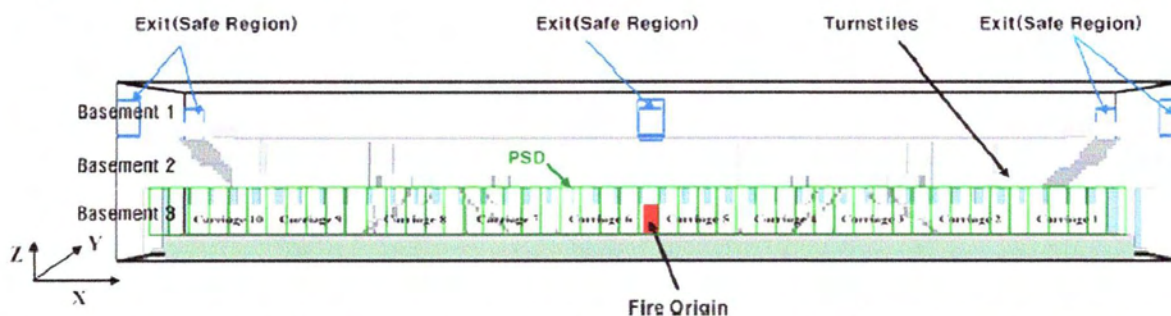 Exit(Safe Region) Exit(Safe Region) Turnstiles Exit(Safe Region)
Basement 1
Basement 2
PSD
Basement 3
Carriage 10 Carriage 9 Carriage 8 Carriage 7 Carriage 6 Carriage 5 Carriage 4 Carriage 3 Carriage 2 Carriage 1
Z Y
X
Fire Origin